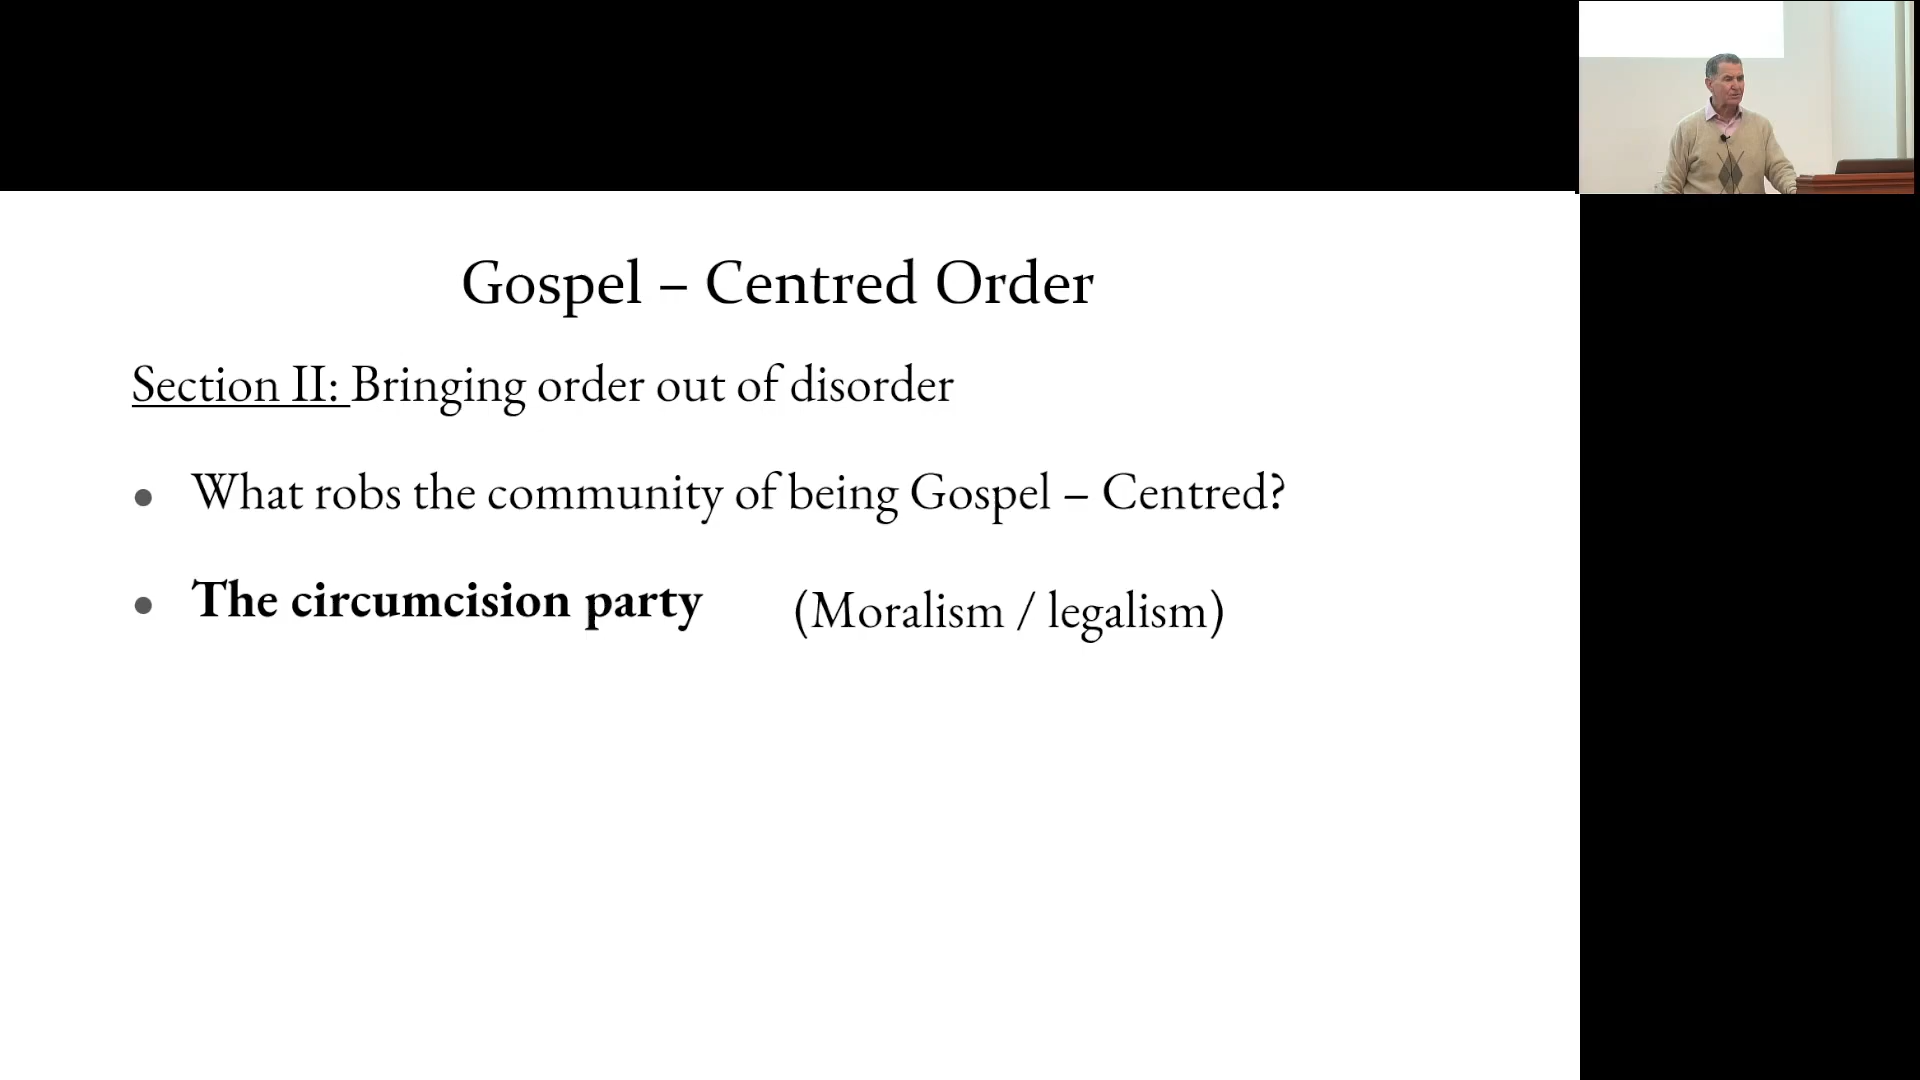 Gospel – Centred Order
Section II: Bringing order out of disorder
• What robs the community of being Gospel – Centred?
• The circumcision party (Moralism / legalism)